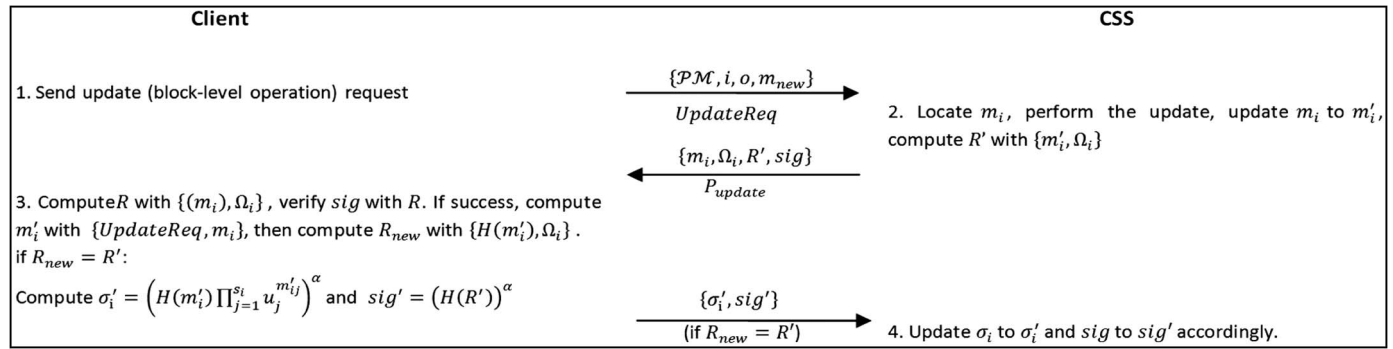 Client
CSS
1. Send update (block-level operation) request
{𝒫ℳ, i, o, m_new}
UpdateReq
2. Locate m_i, perform the update, update m_i to m′_i,
compute R' with {m′_i, Ω_i}
{m_i, Ω_i, R′, sig}
P_update
3. ComputeR with {(m_i), Ω_i} , verify sig with R. If success, compute
m′_i with {UpdateReq, m_i}, then compute R_new with {H(m′_i), Ω_i} .
if R_new = R′:
Compute σ′_i = (H(m′_i) ∏_{j=1}^{s_i} u_j^{m′_{ij}})^α and sig′ = (H(R′))^α
{σ′_i, sig′}
(if R_new = R′)
4. Update σ_i to σ′_i and sig to sig′ accordingly.